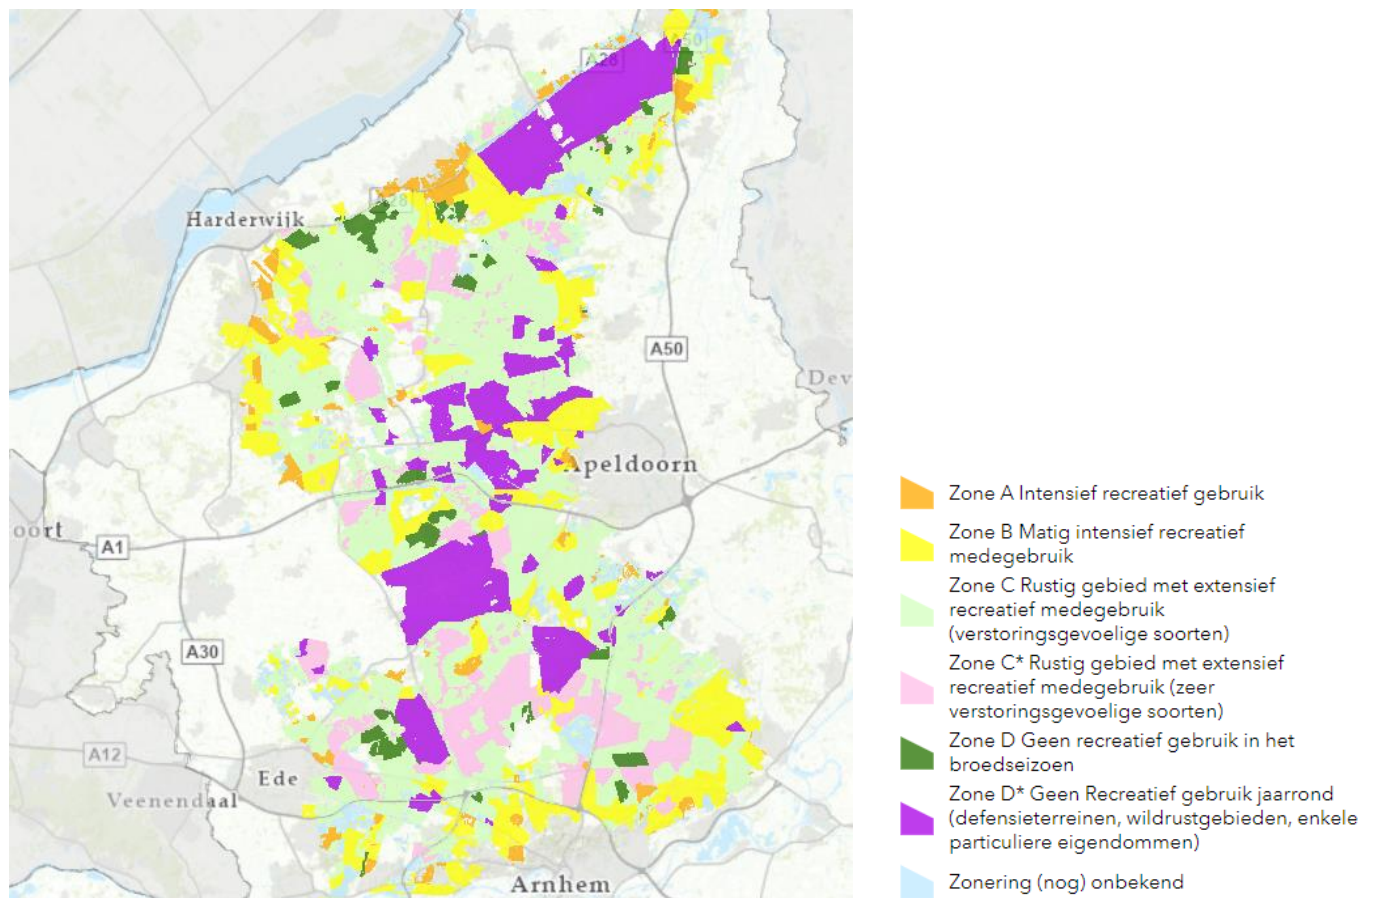 A50
A28
A28
Harderwijk
A50
Dev
Apeldoorn
oort
A1
A30
A12
Ede
Veenendaal
Arnhem
Zone A Intensief recreatief gebruik
Zone B Matig intensief recreatief
medegebruik
Zone C Rustig gebied met extensief
recreatief medegebruik
(verstoringsgevoelige soorten)
Zone C* Rustig gebied met extensief
recreatief medegebruik (zeer
verstoringsgevoelige soorten)
Zone D Geen recreatief gebruik in het
broedseizoen
Zone D* Geen Recreatief gebruik jaarrond
(defensieterreinen, wildrustgebieden, enkele
particuliere eigendommen)
Zonering (nog) onbekend